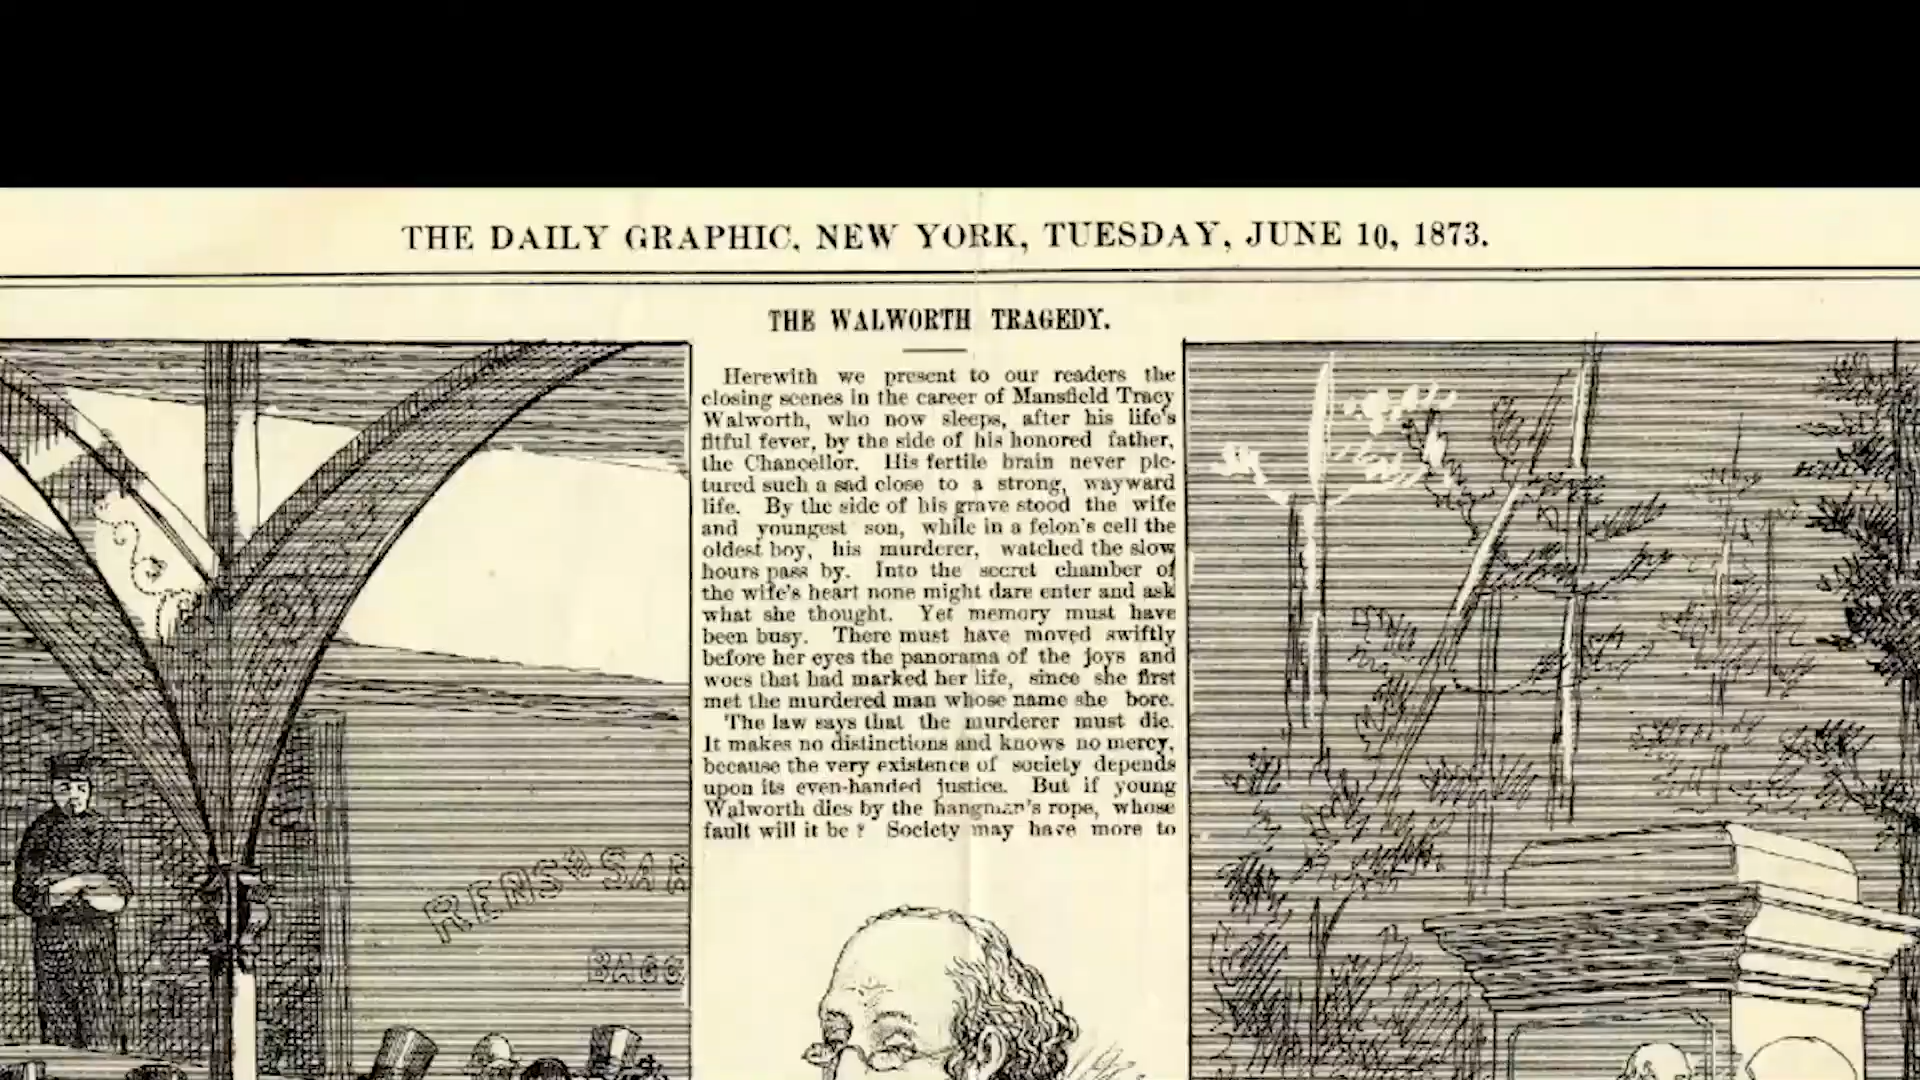 THE DAILY GRAPHIC, NEW YORK, TUESDAY, JUNE 10, 1873.
THE WALWORTH TRAGEDY.
Herewith we present to our readers the
closing scenes in the career of Mansfield Tracy
Walworth, who now sleeps, after his life's
fitful fever, by the side of his honored father,
the Chancellor. His fertile brain never pic-
tured such a sad close to a strong, wayward
life. By the side of his grave stood the wife
and youngest son, while in a felon's cell the
oldest boy, his murderer, watched the slow
hours pass by. Into the secret chamber of
the wife's heart none might dare enter and ask
what she thought. Yet memory must have
been busy. There must have moved swiftly
before her eyes the panorama of the joys and
woes that had marked her life, since she first
met the murdered man whose name she bore.
The law says that the murderer must die.
It makes no distinctions and knows no mercy,
because the very existence of society depends
upon its even-handed justice. But if young
Walworth dies by the hangman's rope, whose
fault will it be? Society may have more to
RENSR & SAR
BAGG